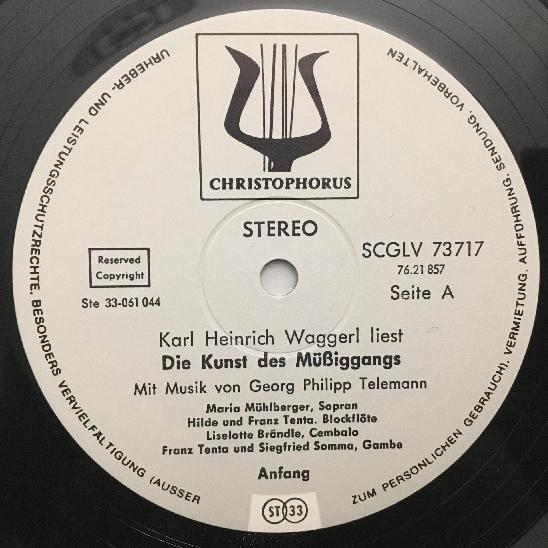 CHRISTOPHORUS
STEREO
Reserved
Copyright
Ste 33-061 044
SCGLV 73717
76.21 857
Seite A
Karl Heinrich Waggerl liest
Die Kunst des Müßiggangs
Mit Musik von Georg Philipp Telemann
Maria Mühlberger, Sopran
Hilde und Franz Tenta, Blockflöte
Liselotte Brändle, Cembalo
Franz Tenta und Siegfried Somma, Gambe
Anfang
ST 33
URHEBER- UND LEISTUNGSSCHUTZRECHTE, BESONDERS VERVIELFÄLTIGUNG (AUSSER
ZUM PERSÖNLICHEN GEBRAUCH), VERMIETUNG, AUFFÜHRUNG, SENDUNG, VORBEHALTEN